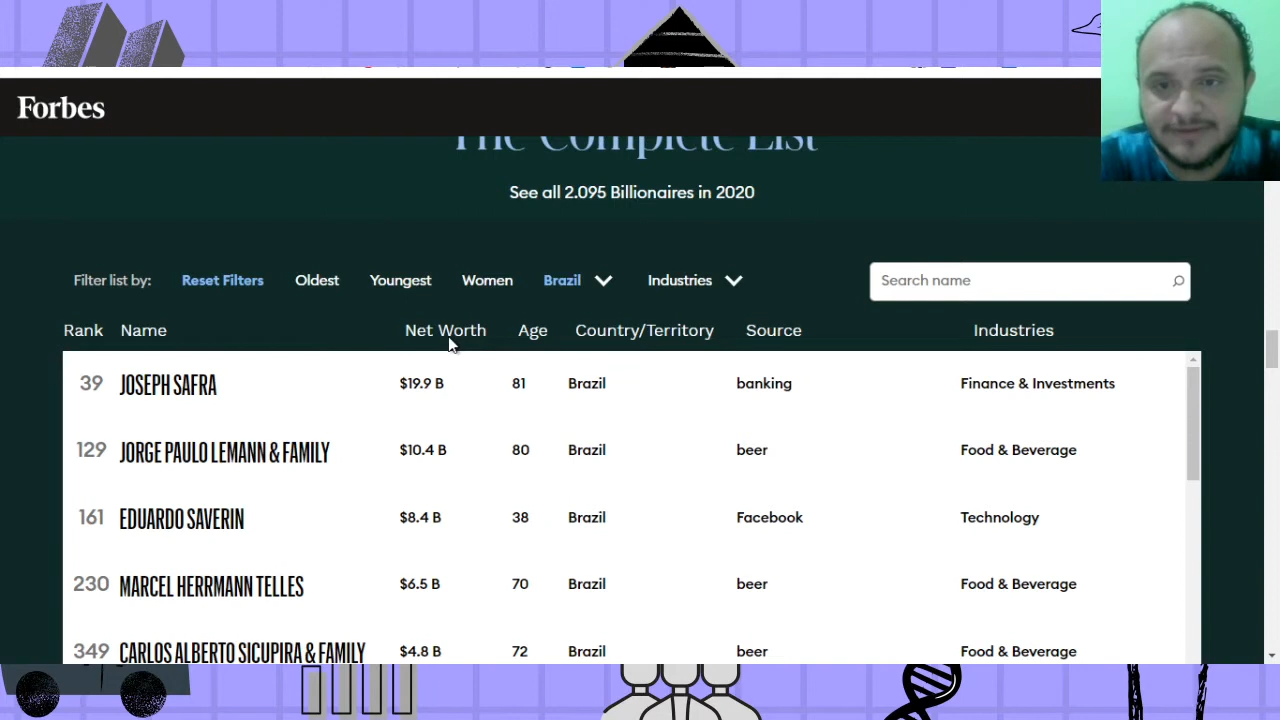 Forbes
The Complete List
See all 2.095 Billionaires in 2020
Filter list by: Reset Filters Oldest Youngest Women Brazil Industries Search name
Rank Name Net Worth Age Country/Territory Source Industries
39 JOSEPH SAFRA $19.9 B 81 Brazil banking Finance & Investments
129 JORGE PAULO LEMANN & FAMILY $10.4 B 80 Brazil beer Food & Beverage
161 EDUARDO SAVERIN $8.4 B 38 Brazil Facebook Technology
230 MARCEL HERRMANN TELLES $6.5 B 70 Brazil beer Food & Beverage
349 CARLOS ALBERTO SICUPIRA & FAMILY $4.8 B 72 Brazil beer Food & Beverage